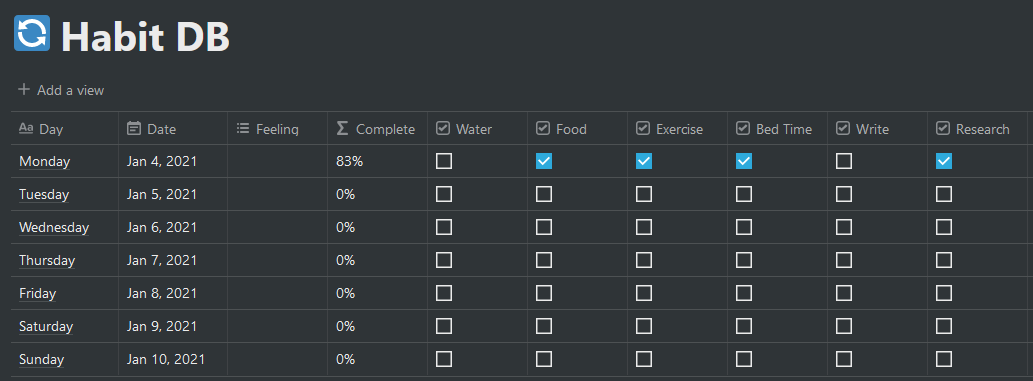 Habit DB
Add a view
Aa Day Date Feeling Σ Complete Water Food Exercise Bed Time Write Research
Monday Jan 4, 2021 83%
Tuesday Jan 5, 2021 0%
Wednesday Jan 6, 2021 0%
Thursday Jan 7, 2021 0%
Friday Jan 8, 2021 0%
Saturday Jan 9, 2021 0%
Sunday Jan 10, 2021 0%